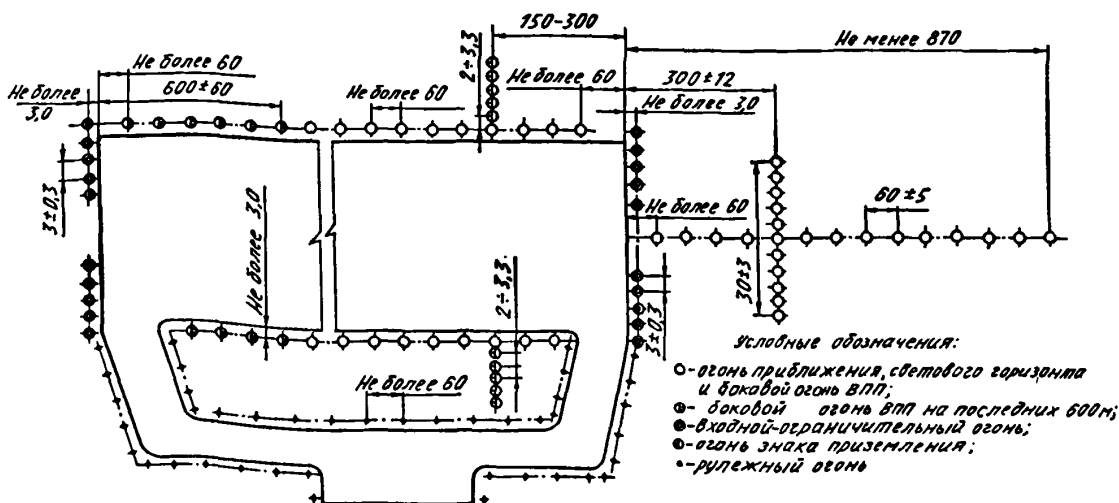 150-300
Не менее 870
Не более 60
2÷3,3
Не более 60
300±12
Не более 3,0
600±60
Не более 60
Не более 3,0
3±0,3
Не более 3,0
Не более 60
60±5
30±3
2÷3,3
3±0,3
Не более 60
Условные обозначения:
- огонь приближения, светового горизонта
и боковой огонь ВПП;
- боковой огонь ВПП на последних 600м;
-входной-ограничительный огонь;
-огонь знака приземления;
-рулежный огонь